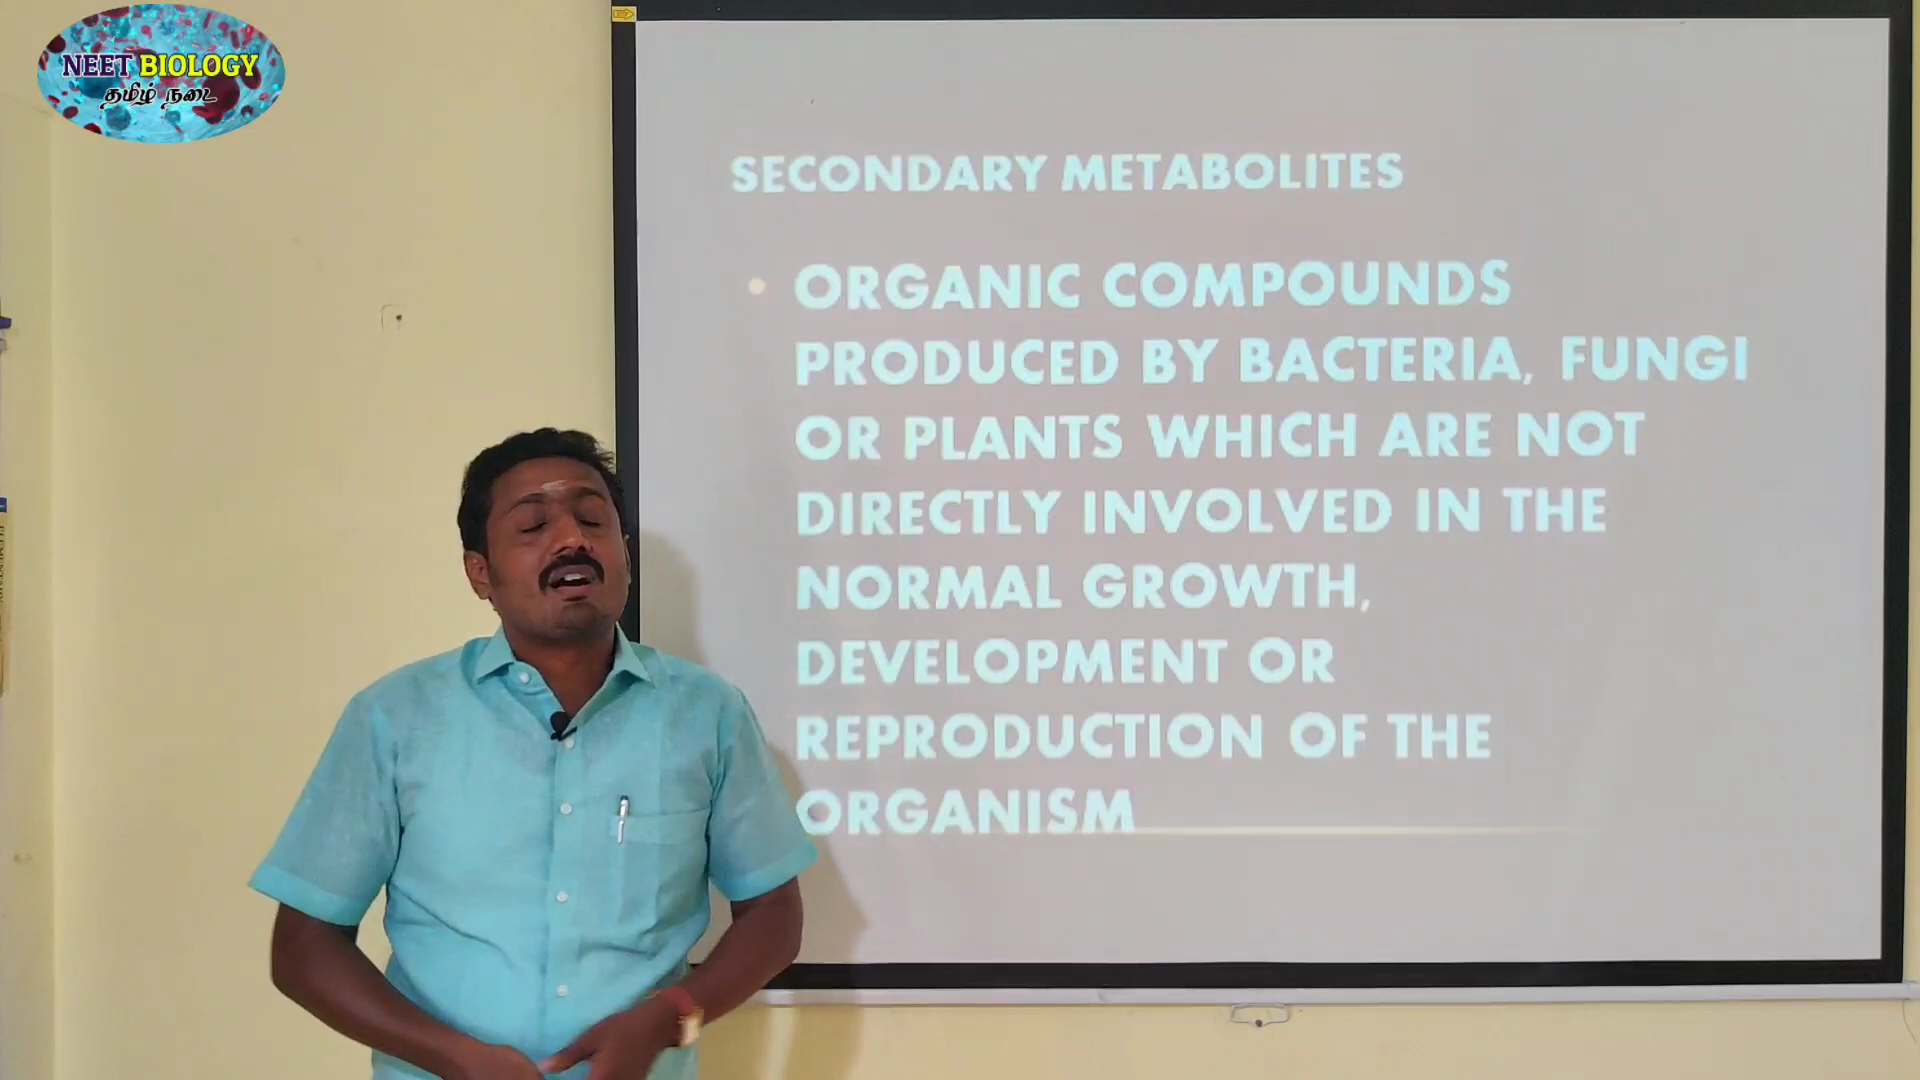 NEET BIOLOGY
தமிழ் நடை
SECONDARY METABOLITES
• ORGANIC COMPOUNDS
PRODUCED BY BACTERIA, FUNGI
OR PLANTS WHICH ARE NOT
DIRECTLY INVOLVED IN THE
NORMAL GROWTH,
DEVELOPMENT OR
REPRODUCTION OF THE
ORGANISM